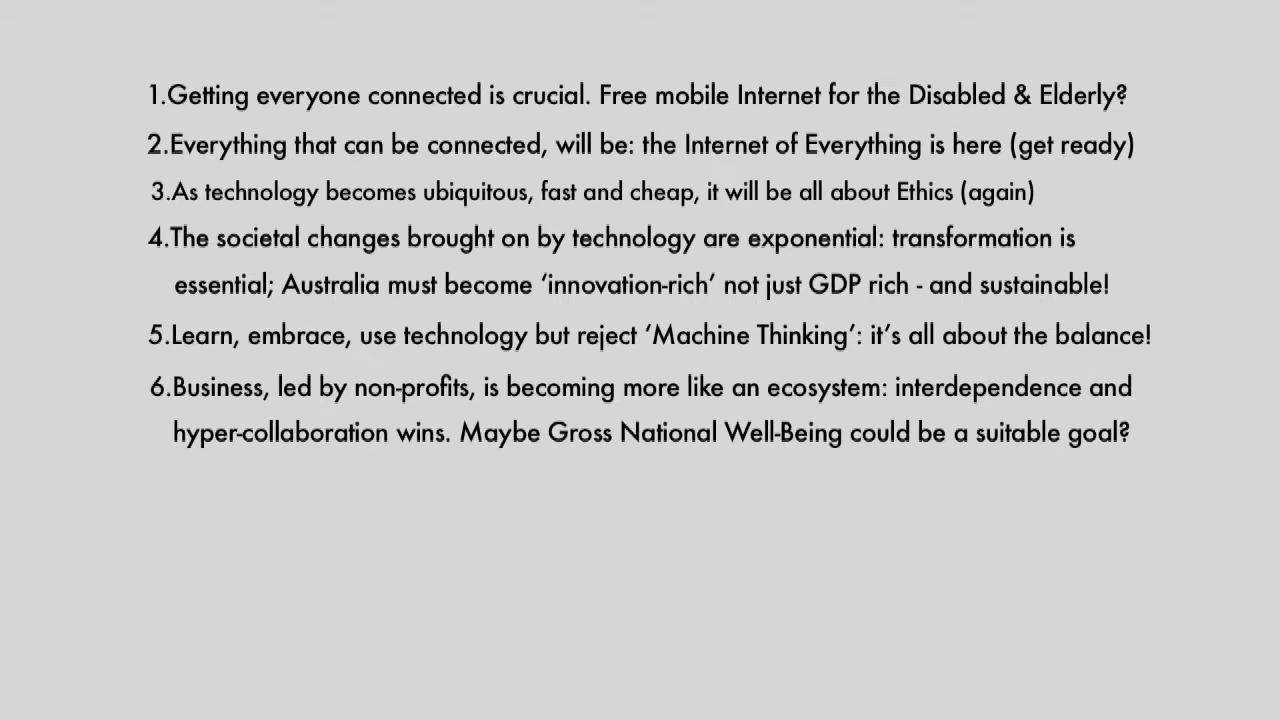 1.Getting everyone connected is crucial. Free mobile Internet for the Disabled & Elderly?
2.Everything that can be connected, will be: the Internet of Everything is here (get ready)
3.As technology becomes ubiquitous, fast and cheap, it will be all about Ethics (again)
4.The societal changes brought on by technology are exponential: transformation is
essential; Australia must become ‘innovation-rich’ not just GDP rich - and sustainable!
5.Learn, embrace, use technology but reject ‘Machine Thinking’: it’s all about the balance!
6.Business, led by non-profits, is becoming more like an ecosystem: interdependence and
hyper-collaboration wins. Maybe Gross National Well-Being could be a suitable goal?